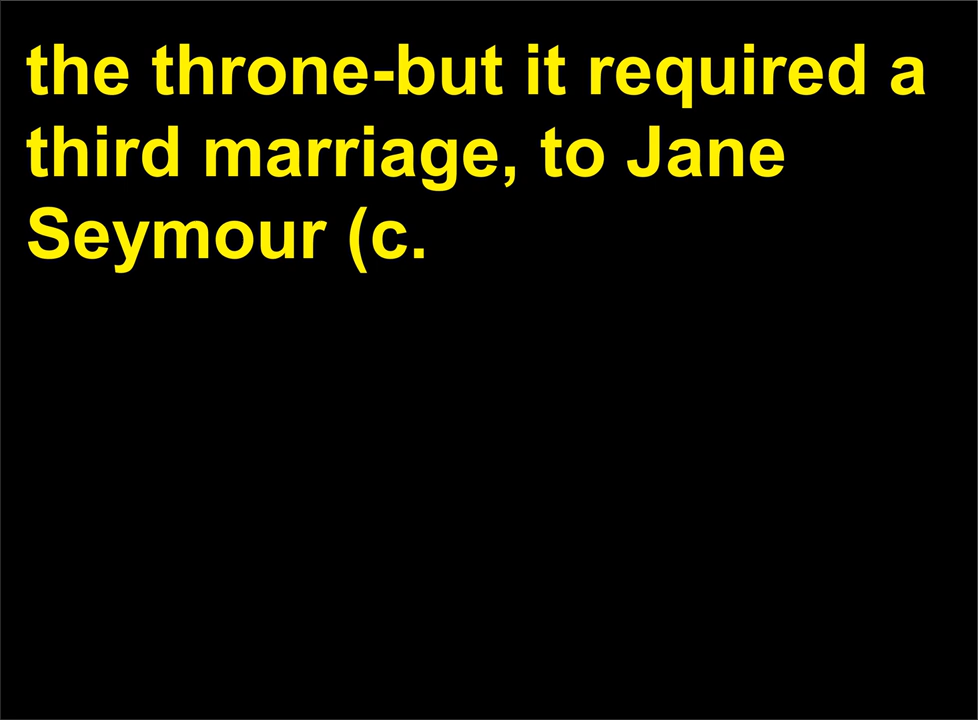 the throne-but it required a
third marriage, to Jane
Seymour (c.